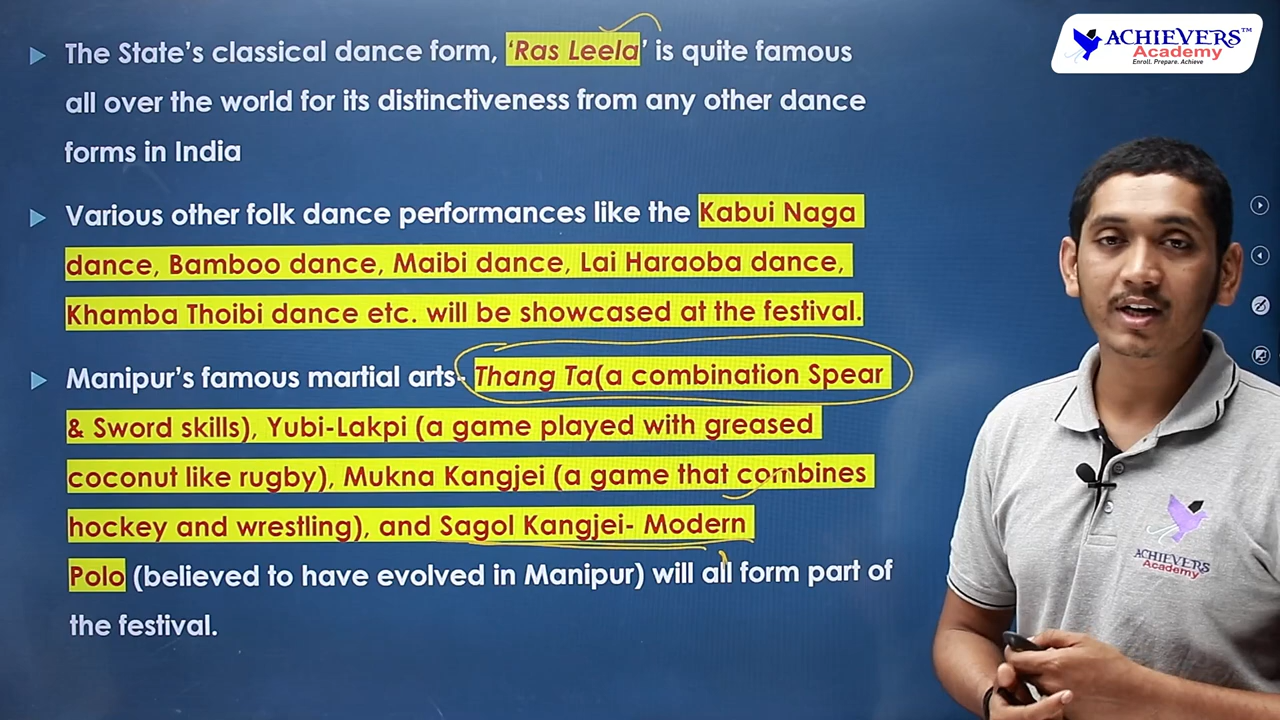 The State's classical dance form, 'Ras Leela' is quite famous
all over the world for its distinctiveness from any other dance
forms in India
Various other folk dance performances like the Kabui Naga
dance, Bamboo dance, Maibi dance, Lai Haraoba dance,
Khamba Thoibi dance etc. will be showcased at the festival.
Manipur's famous martial arts- Thang Ta(a combination Spear
& Sword skills), Yubi-Lakpi (a game played with greased
coconut like rugby), Mukna Kangjei (a game that combines
hockey and wrestling), and Sagol Kangjei- Modern
Polo (believed to have evolved in Manipur) will all form part of
the festival.
ACHIEVERS™
Academy
Enroll. Prepare. Achieve
ACHIEVERS
Academy